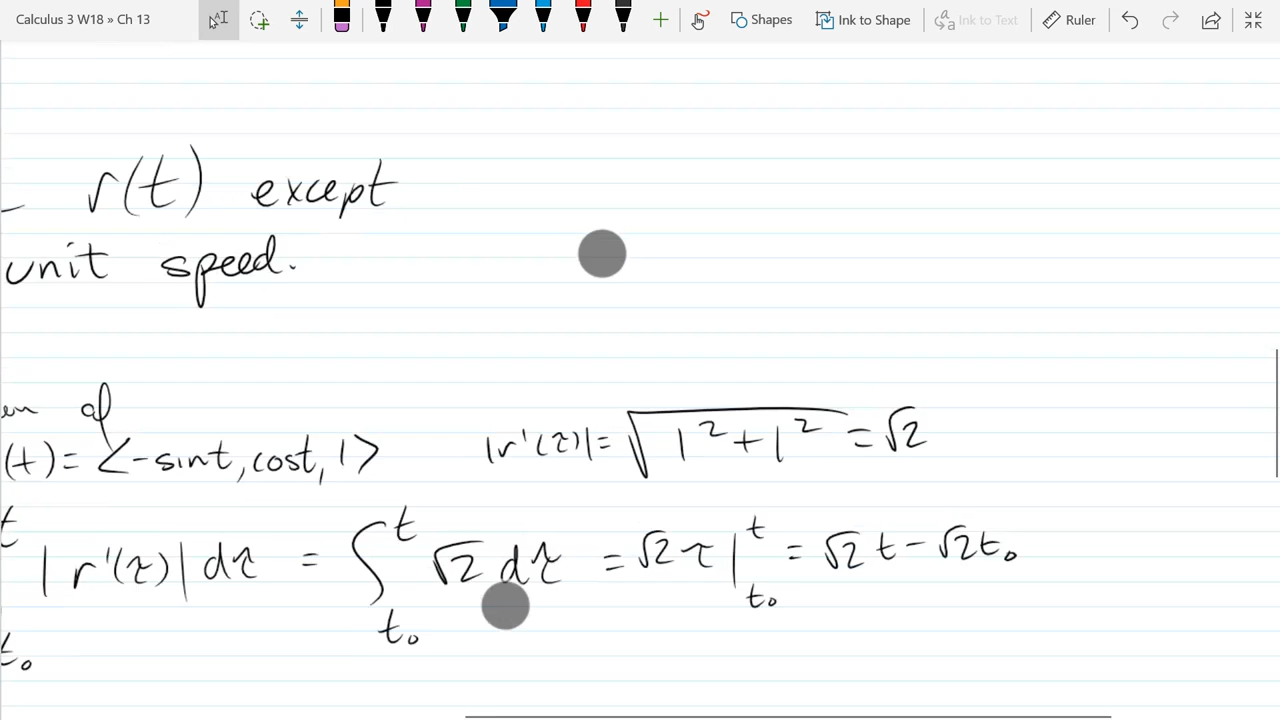 Calculus 3 W18 » Ch 13
Shapes
Ink to Shape
Ink to Text
Ruler
r(t) except
unit speed.
of
(t)= <-sint, cost, 1>
|r'(τ)|= √(1²+1²) = √2
t
t₀
|r'(τ)| dτ = ∫_{t₀}^{t} √2 dτ = √2 τ |_{t₀}^{t} = √2 t - √2 t₀